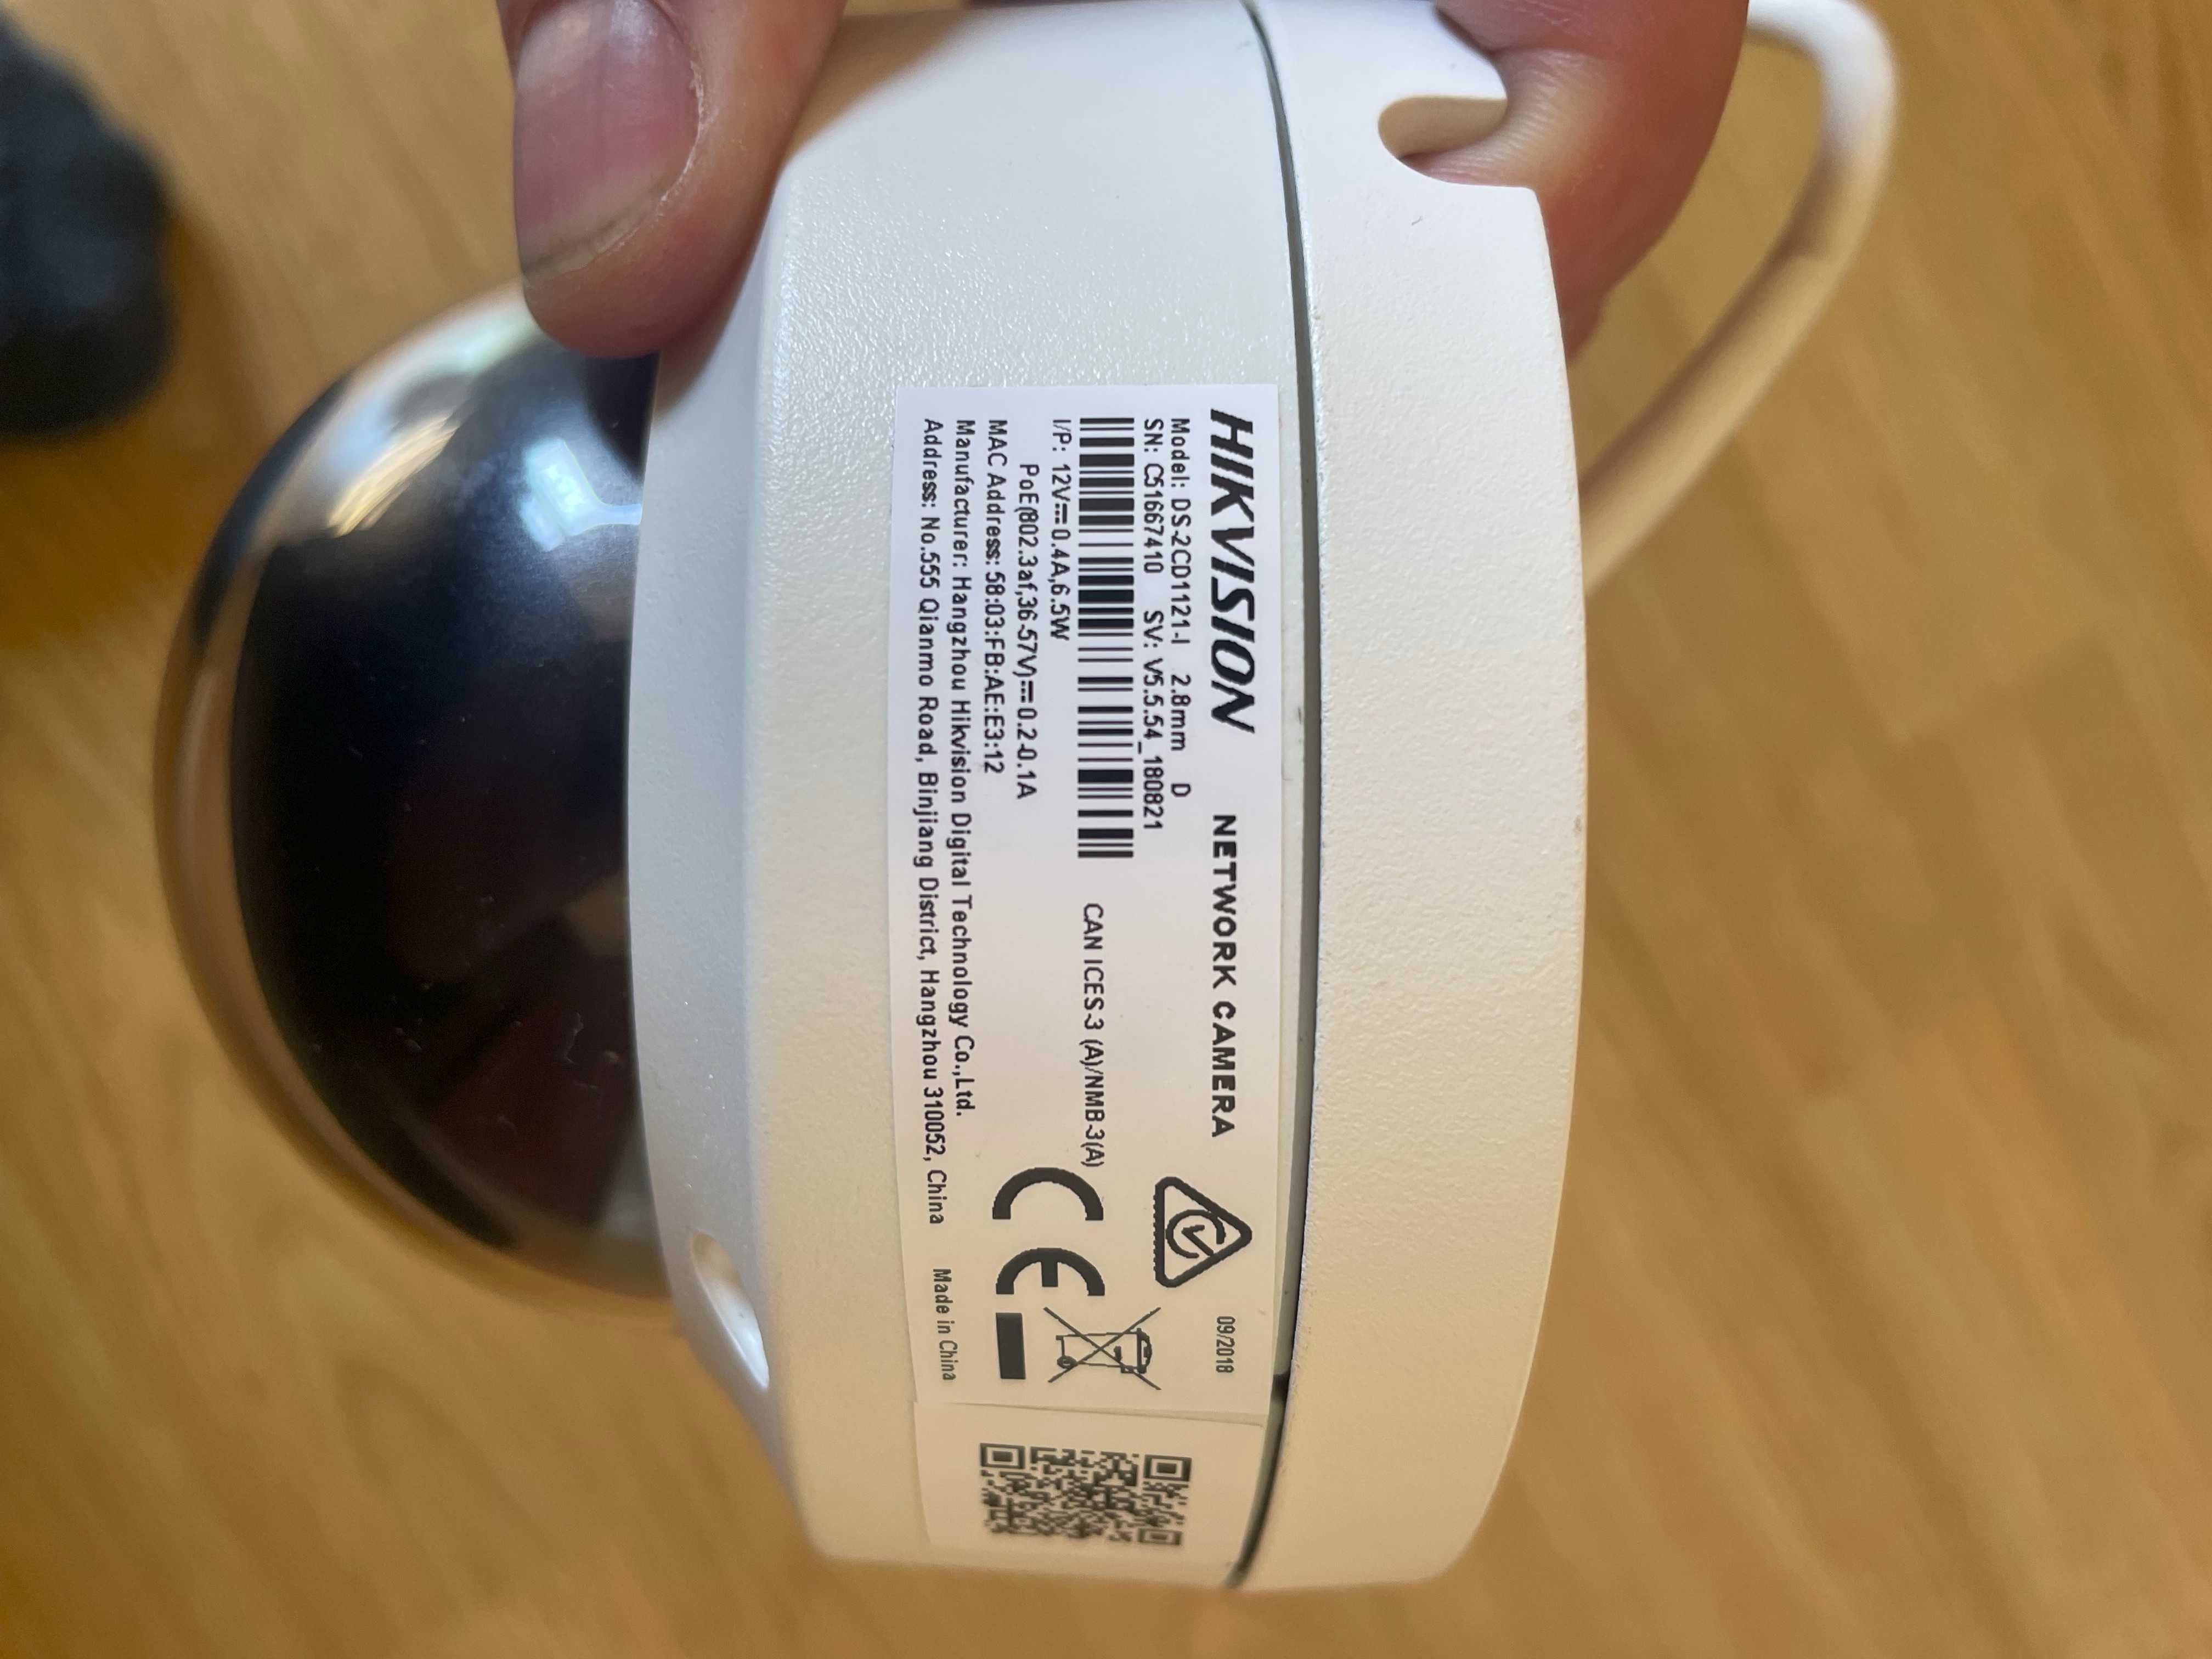 HIKVISION NETWORK CAMERA 09/2018
Model: DS-2CD1121-I 2.8mm D
SN: C51667410 SV: V5.5.54_180821
CAN ICES-3 (A)/NMB-3(A)
I/P: 12V⎓0.4A,6.5W
PoE(802.3af,36-57V)⎓0.2-0.1A
MAC Address: 58:03:FB:AE:E3:12
Manufacturer: Hangzhou Hikvision Digital Technology Co.,Ltd.
Address: No.555 Qianmo Road, Binjiang District, Hangzhou 310052, China Made in China
CE